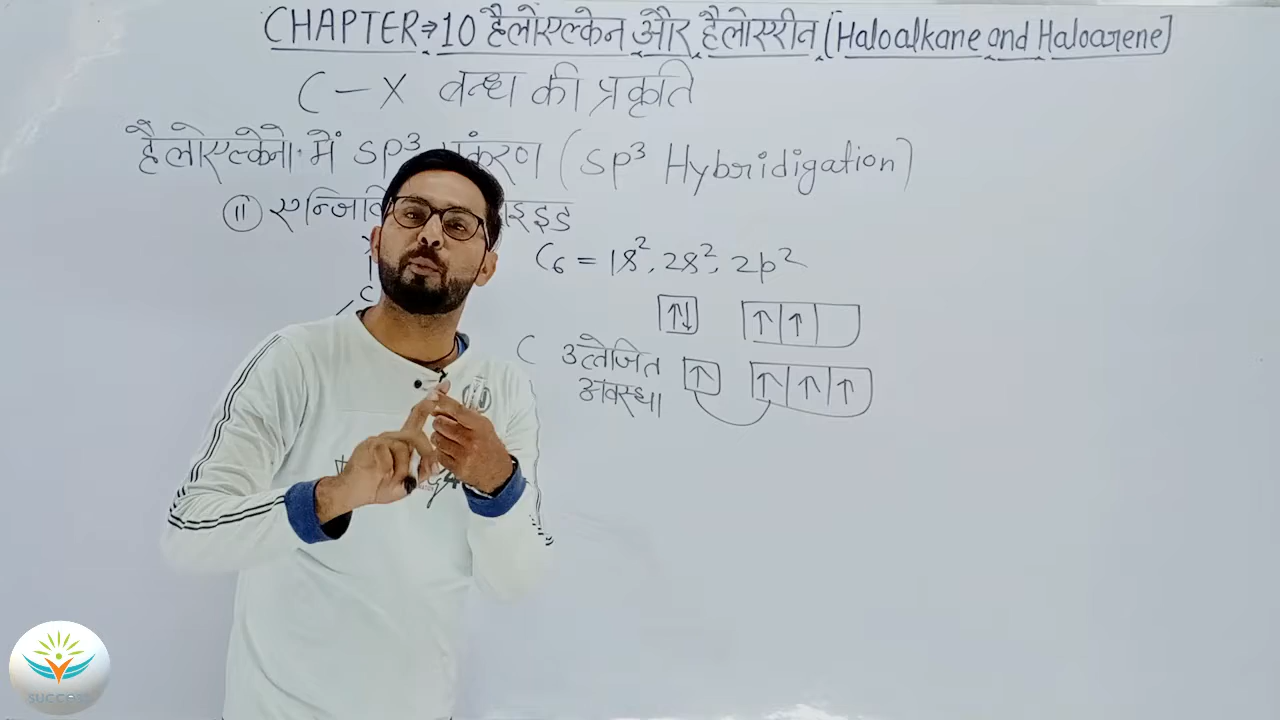 CHAPTER⇒10 हैलोएल्केन और हैलोएरीन (Haloalkane and Haloarene)
C – X बन्ध की प्रकृति
हैलोएल्केनो में sp³ (sp³ Hybridigation)
(ii)
C₆ = 1s², 2s², 2p²
↑↓ ↑ ↑
C उत्तेजित अवस्था ↑ ↑ ↑ ↑
SUCCESS